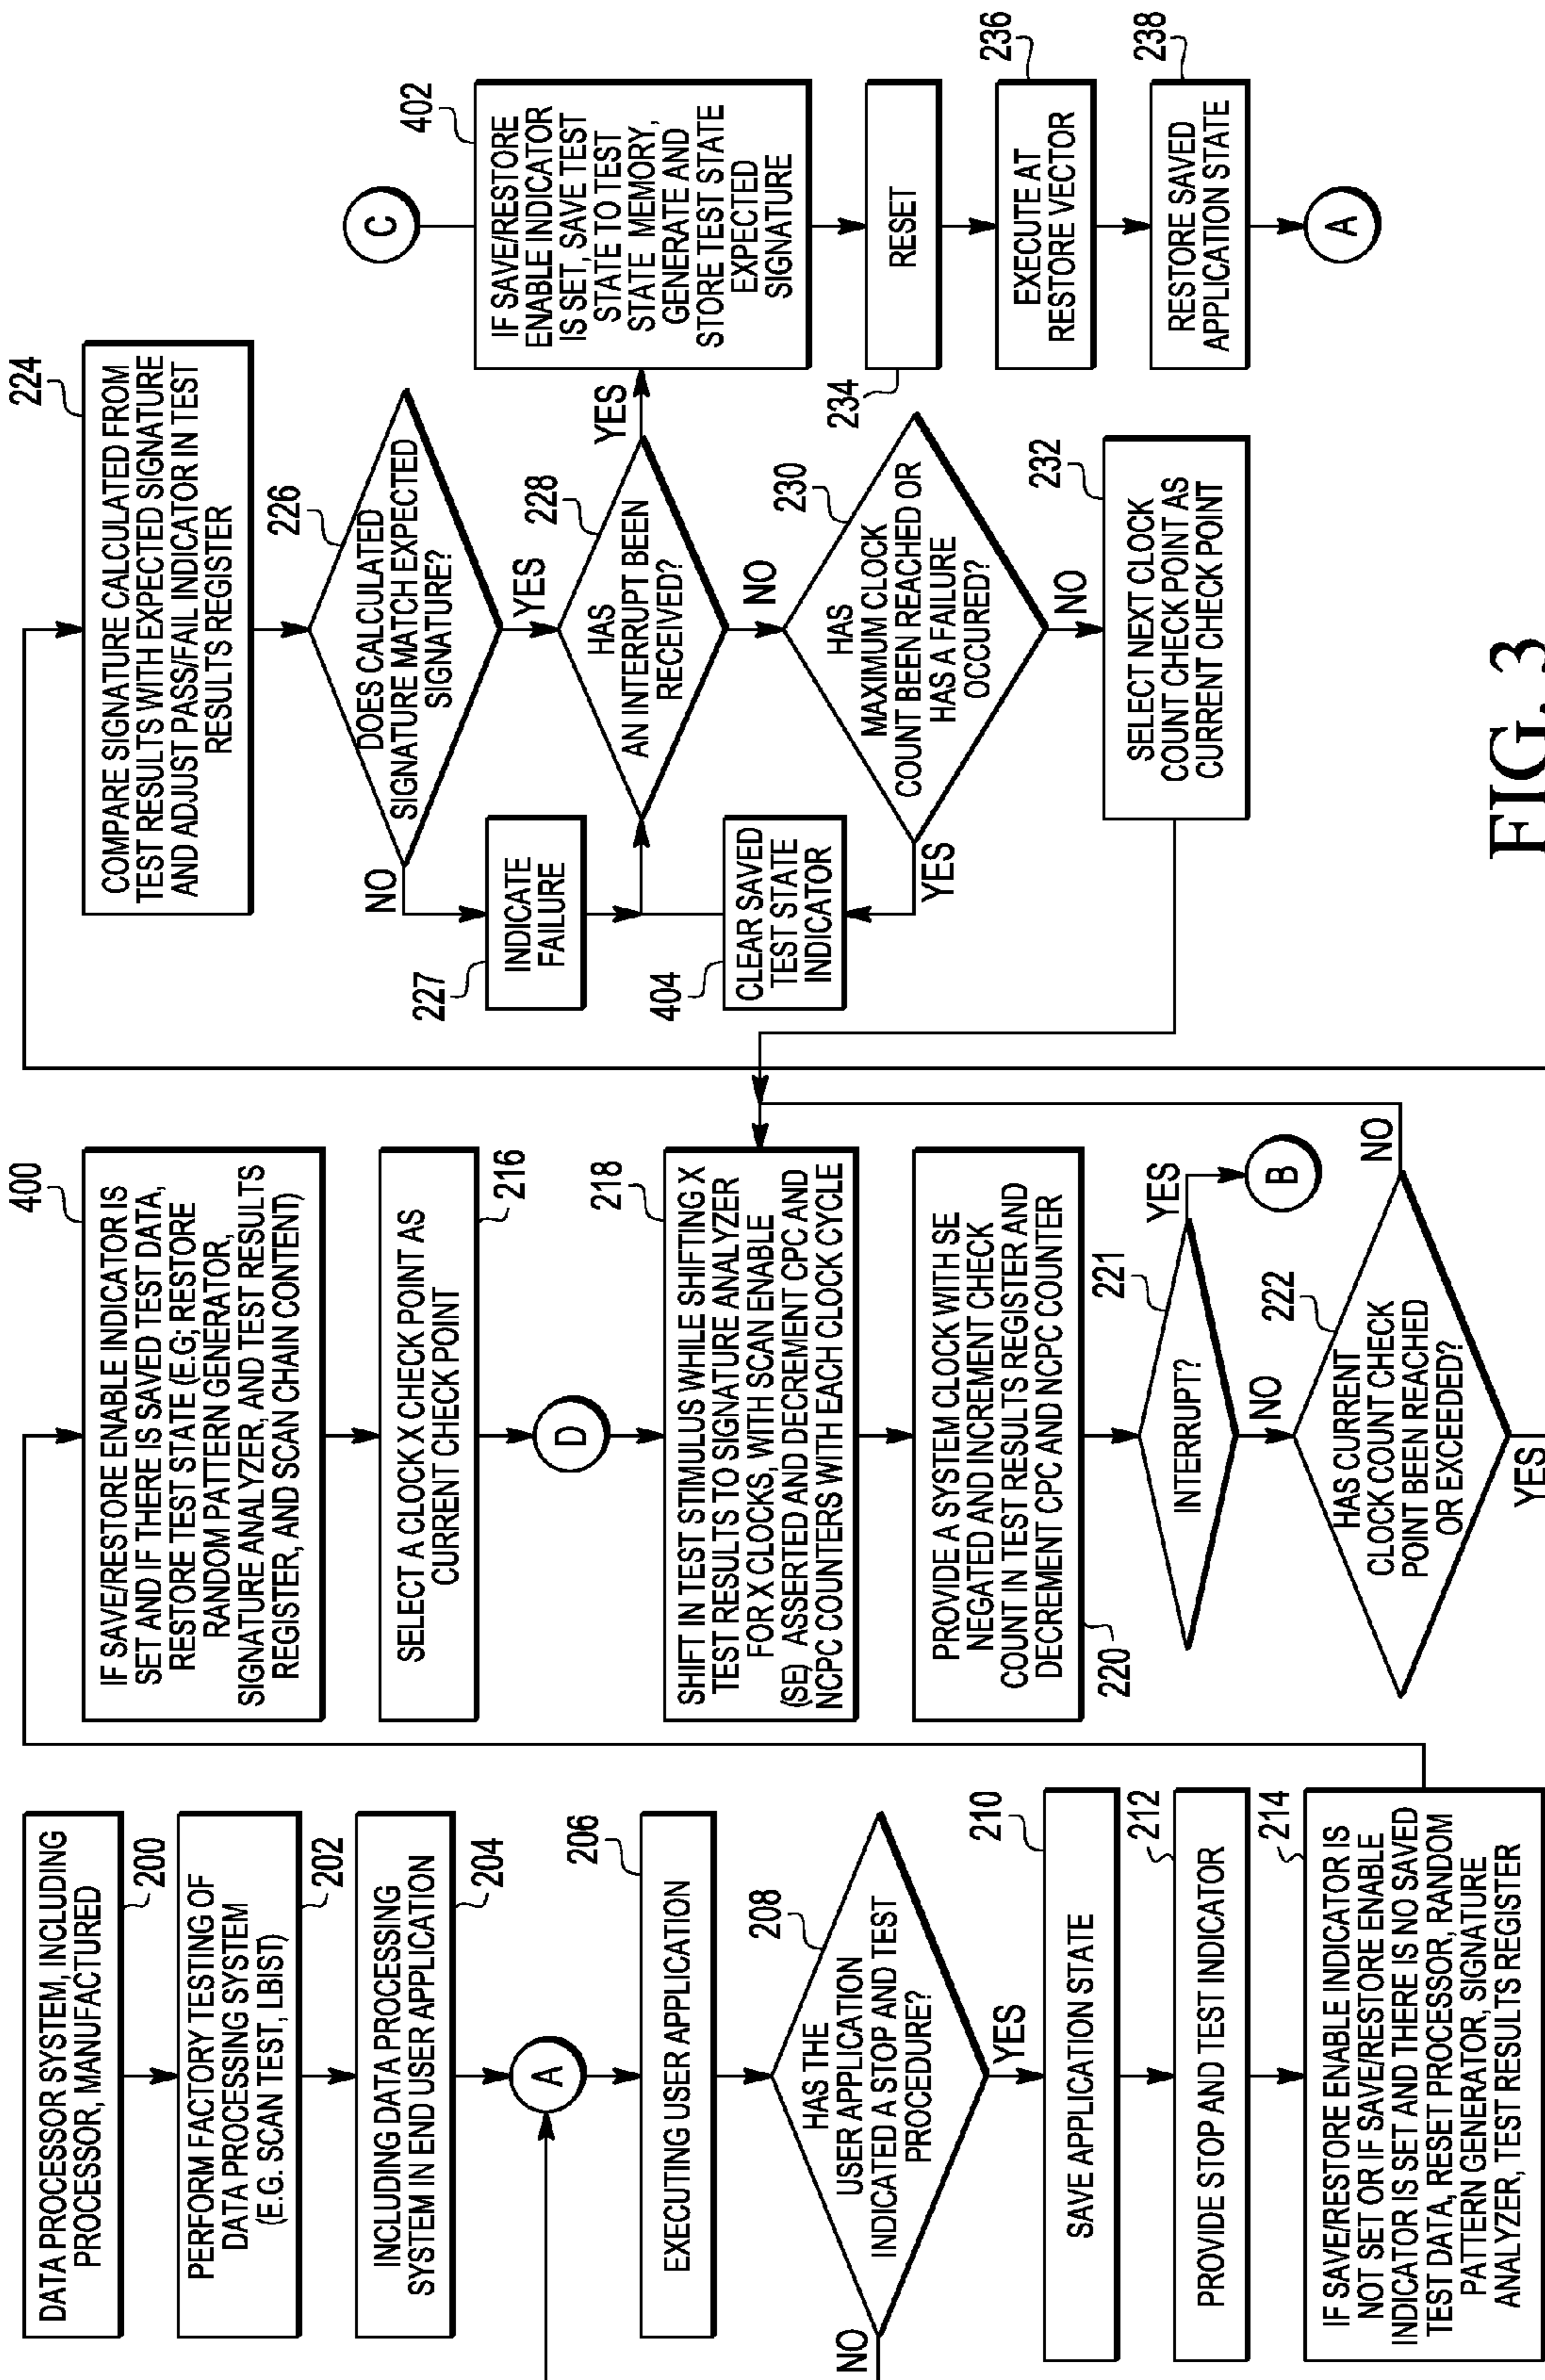 DATA PROCESSOR SYSTEM, INCLUDING
PROCESSOR, MANUFACTURED
200
PERFORM FACTORY TESTING OF
DATA PROCESSING SYSTEM
(E.G. SCAN TEST, LBIST)
202
INCLUDING DATA PROCESSING
SYSTEM IN END USER APPLICATION
204
A
206
EXECUTING USER APPLICATION
208
HAS THE
USER APPLICATION
INDICATED A STOP AND TEST
PROCEDURE?
NO
YES
210
SAVE APPLICATION STATE
212
PROVIDE STOP AND TEST INDICATOR
214
IF SAVE/RESTORE ENABLE INDICATOR IS
NOT SET OR IF SAVE/RESTORE ENABLE
INDICATOR IS SET AND THERE IS NO SAVED
TEST DATA, RESET PROCESSOR, RANDOM
PATTERN GENERATOR, SIGNATURE
ANALYZER, TEST RESULTS REGISTER
400
IF SAVE/RESTORE ENABLE INDICATOR IS
SET AND IF THERE IS SAVED TEST DATA,
RESTORE TEST STATE (E.G; RESTORE
RANDOM PATTERN GENERATOR,
SIGNATURE ANALYZER, AND TEST RESULTS
REGISTER, AND SCAN CHAIN CONTENT)
SELECT A CLOCK X CHECK POINT AS
CURRENT CHECK POINT
216
D
218
SHIFT IN TEST STIMULUS WHILE SHIFTING X
TEST RESULTS TO SIGNATURE ANALYZER
FOR X CLOCKS, WITH SCAN ENABLE
(SE) ASSERTED AND DECREMENT CPC AND
NCPC COUNTERS WITH EACH CLOCK CYCLE
PROVIDE A SYSTEM CLOCK WITH SE
NEGATED AND INCREMENT CHECK
COUNT IN TEST RESULTS REGISTER AND
DECREMENT CPC AND NCPC COUNTER
220
221
INTERRUPT?
YES
B
NO
222
HAS CURRENT
CLOCK COUNT CHECK
POINT BEEN REACHED
OR EXCEEDED?
NO
YES
224
COMPARE SIGNATURE CALCULATED FROM
TEST RESULTS WITH EXPECTED SIGNATURE
AND ADJUST PASS/FAIL INDICATOR IN TEST
RESULTS REGISTER
226
DOES CALCULATED
SIGNATURE MATCH EXPECTED
SIGNATURE?
NO
YES
227
INDICATE
FAILURE
228
HAS
AN INTERRUPT BEEN
RECEIVED?
YES
NO
404
CLEAR SAVED
TEST STATE
INDICATOR
230
HAS
MAXIMUM CLOCK
COUNT BEEN REACHED OR
HAS A FAILURE
OCCURED?
YES
NO
232
SELECT NEXT CLOCK
COUNT CHECK POINT AS
CURRENT CHECK POINT
C
402
IF SAVE/RESTORE
ENABLE INDICATOR
IS SET, SAVE TEST
STATE TO TEST
STATE MEMORY,
GENERATE AND
STORE TEST STATE
EXPECTED
SIGNATURE
234
RESET
236
EXECUTE AT
RESTORE VECTOR
238
RESTORE SAVED
APPLICATION STATE
A
FIG. 3